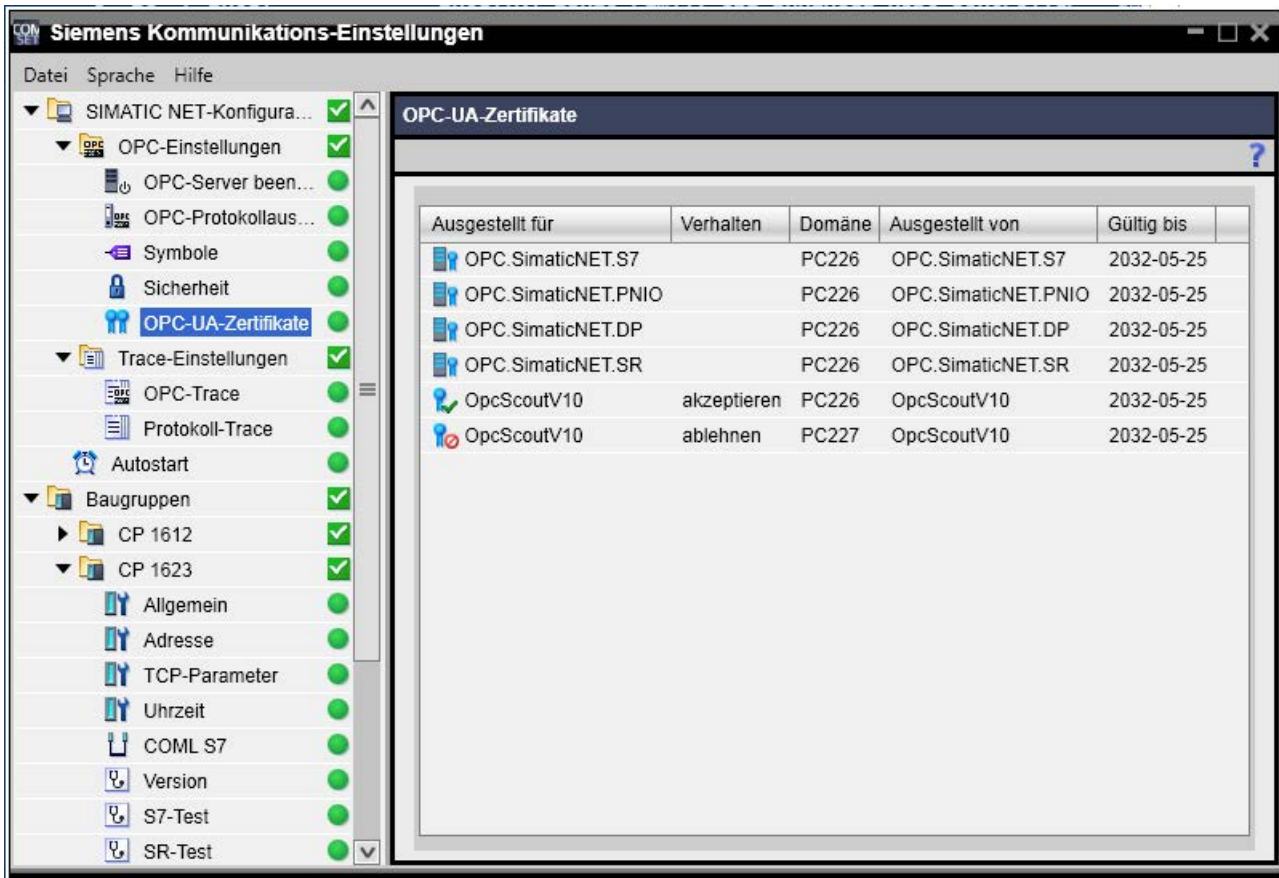 Siemens Kommunikations-Einstellungen
Datei Sprache Hilfe
SIMATIC NET-Konfigura...
OPC-Einstellungen
OPC-Server been...
OPC-Protokollaus...
Symbole
Sicherheit
OPC-UA-Zertifikate
Trace-Einstellungen
OPC-Trace
Protokoll-Trace
Autostart
Baugruppen
CP 1612
CP 1623
Allgemein
Adresse
TCP-Parameter
Uhrzeit
COML S7
Version
S7-Test
SR-Test
OPC-UA-Zertifikate
?
Ausgestellt für Verhalten Domäne Ausgestellt von Gültig bis
OPC.SimaticNET.S7 PC226 OPC.SimaticNET.S7 2032-05-25
OPC.SimaticNET.PNIO PC226 OPC.SimaticNET.PNIO 2032-05-25
OPC.SimaticNET.DP PC226 OPC.SimaticNET.DP 2032-05-25
OPC.SimaticNET.SR PC226 OPC.SimaticNET.SR 2032-05-25
OpcScoutV10 akzeptieren PC226 OpcScoutV10 2032-05-25
OpcScoutV10 ablehnen PC227 OpcScoutV10 2032-05-25